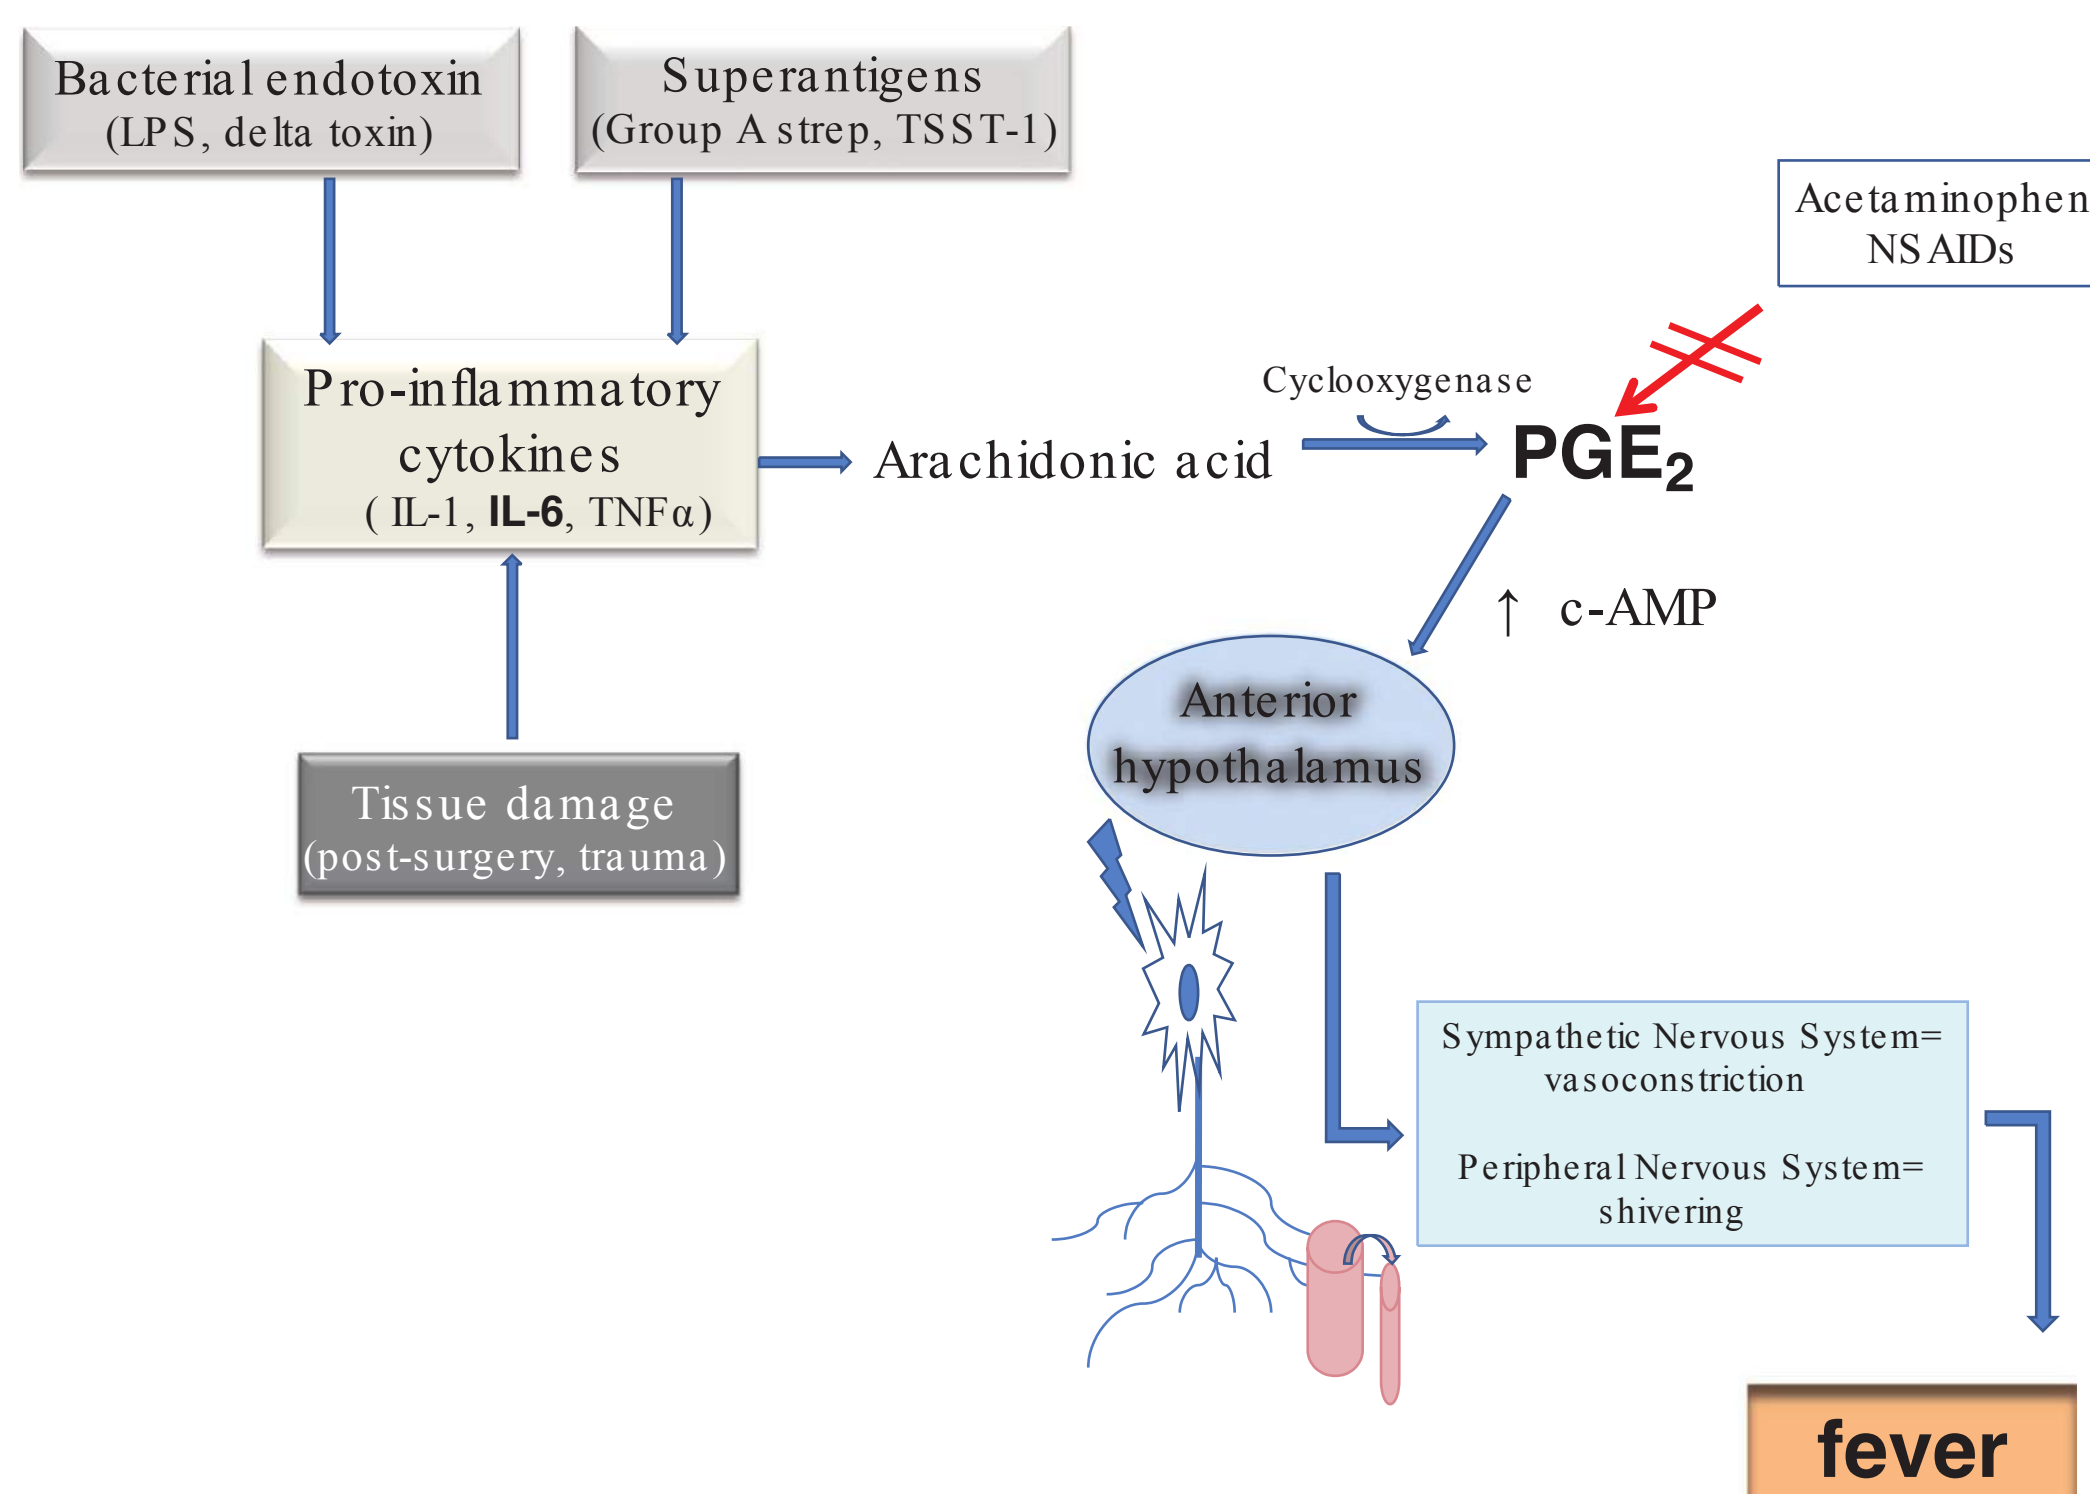 Bacterial endotoxin
(LPS, delta toxin)
Superantigens
(Group A strep, TSST-1)
Acetaminophen
NSAIDs
Pro-inflammatory
cytokines
( IL-1, IL-6, TNFα)
Arachidonic acid
Cyclooxygenase
PGE₂
↑ c-AMP
Tissue damage
(post-surgery, trauma)
Anterior
hypothalamus
Sympathetic Nervous System=
vasoconstriction
Peripheral Nervous System=
shivering
fever